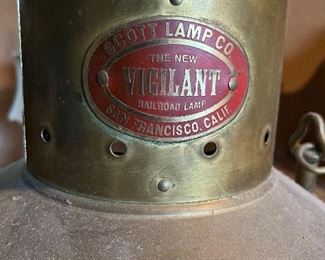 SCOTT LAMP CO.
THE NEW
VIGILANT
RAILROAD LAMP
SAN FRANCISCO, CALIF